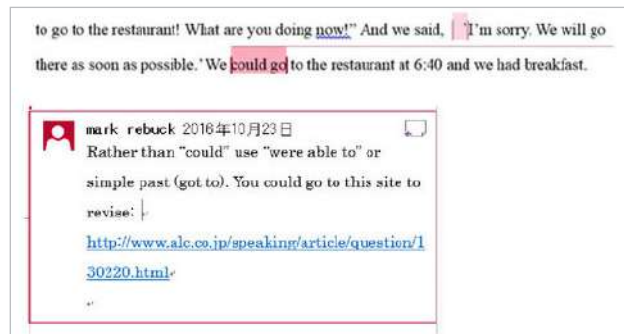 to go to the restaurant! What are you doing now!” And we said, ‘I’m sorry. We will go
there as soon as possible.’ We could go to the restaurant at 6:40 and we had breakfast.
mark rebuck 2016年10月23日
Rather than “could” use “were able to” or
simple past (got to). You could go to this site to
revise:
http://www.alc.co.jp/speaking/article/question/1
30220.html